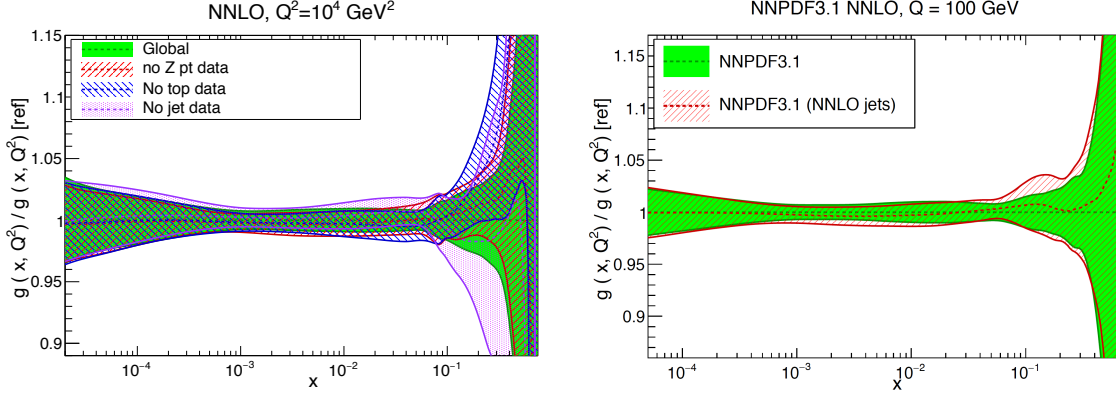 NNLO, Q²=10⁴ GeV²
g ( x, Q²) / g ( x, Q²) [ref]
1.15
1.1
1.05
1
0.95
0.9
Global
no Z pt data
No top data
No jet data
10⁻⁴
10⁻³
10⁻²
10⁻¹
x
NNPDF3.1 NNLO, Q = 100 GeV
g ( x, Q²) / g ( x, Q²) [ref]
1.15
1.1
1.05
1
0.95
0.9
NNPDF3.1
NNPDF3.1 (NNLO jets)
10⁻⁴
10⁻³
10⁻²
10⁻¹
x